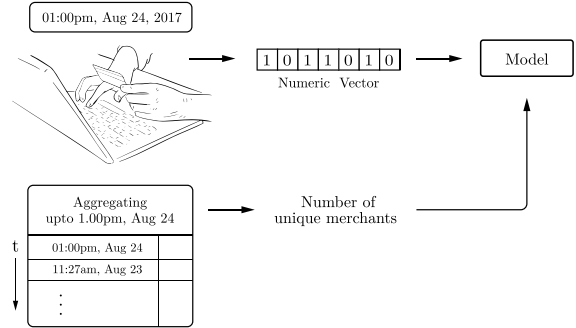 01:00pm, Aug 24, 2017
1 0 1 1 0 1 0
Numeric Vector
Model
Aggregating
upto 1.00pm, Aug 24
Number of
unique merchants
t
01:00pm, Aug 24
11:27am, Aug 23